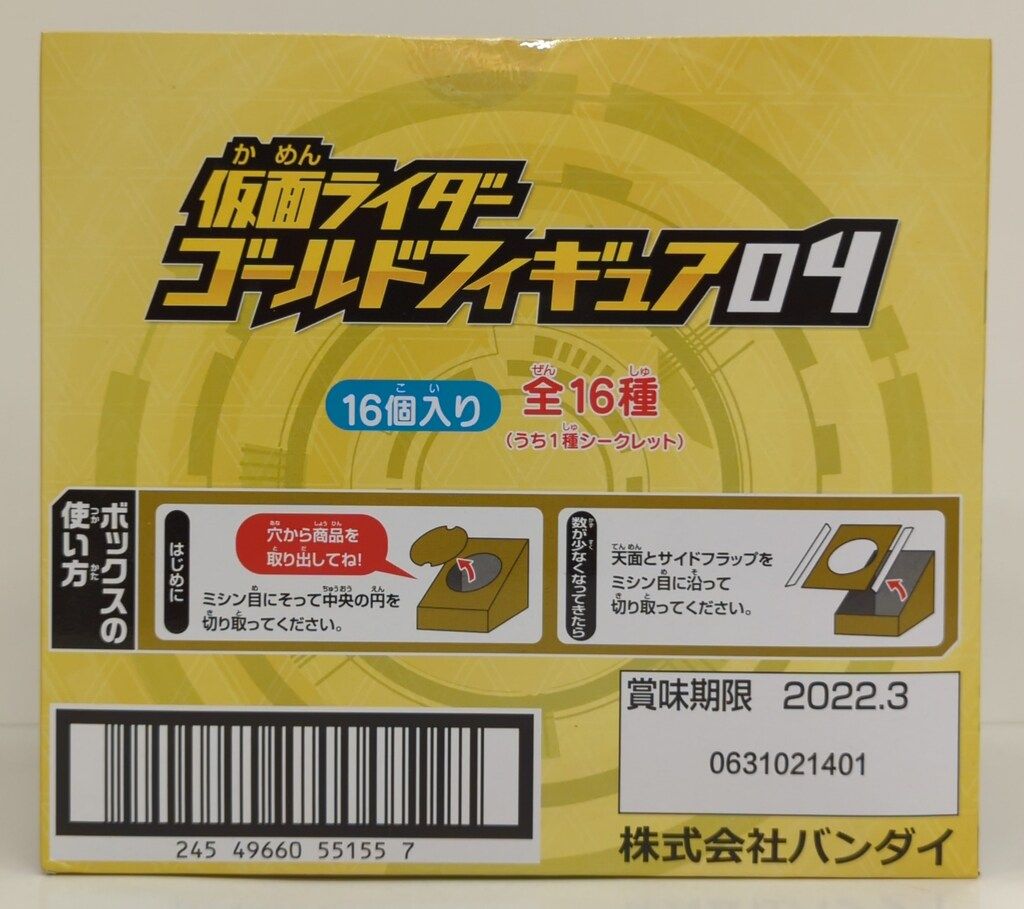 かめん
仮面ライダー
ゴールドフィギュア04
こい
16個入り
ぜん しゅ
全16種
しゅ
(うち1種シークレット)
ボックスの
つか かた
使い方
はじめに
あな しょうひん
穴から商品を
と だ
取り出してね!
め ちゅうおう えん
ミシン目にそって中央の円を
き と
切り取ってください。
かず すく
数が少なくなってきたら
てんめん
天面とサイドフラップを
め そ
ミシン目に沿って
き と
切り取ってください。
賞味期限 2022.3
0631021401
245 49660 55155 7
株式会社バンダイ